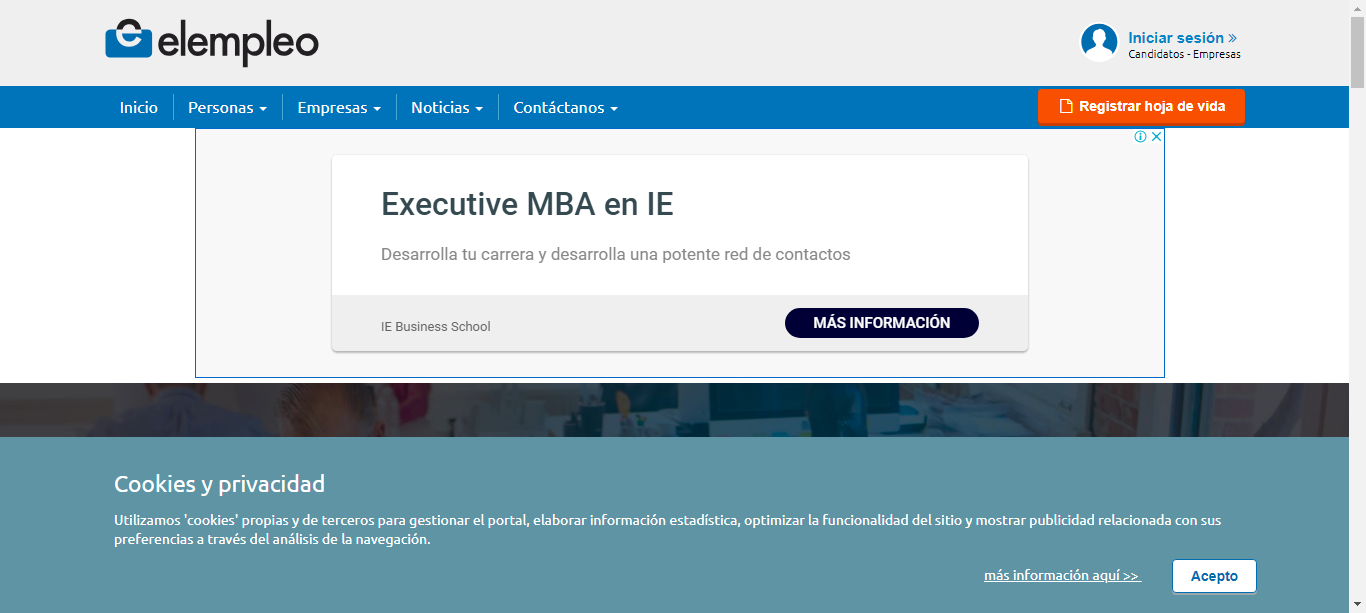 elempleo
Iniciar sesión »
Candidatos - Empresas
Inicio
Personas
Empresas
Noticias
Contáctanos
Registrar hoja de vida
Executive MBA en IE
Desarrolla tu carrera y desarrolla una potente red de contactos
IE Business School
MÁS INFORMACIÓN
Cookies y privacidad
Utilizamos 'cookies' propias y de terceros para gestionar el portal, elaborar información estadística, optimizar la funcionalidad del sitio y mostrar publicidad relacionada con sus
preferencias a través del análisis de la navegación.
más información aquí >>
Acepto